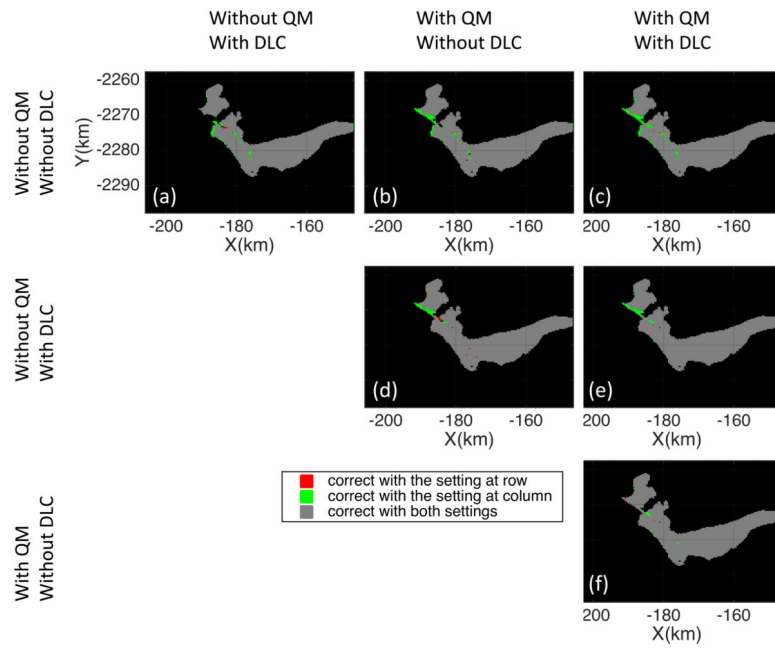 Without QM
With DLC
With QM
Without DLC
With QM
With DLC
Without QM
Without DLC
-2260
-2270
-2280
-2290
Y(km)
(a)
(b)
(c)
-200
-180
-160
X(km)
-200
-180
-160
X(km)
200
-180
-160
X(km)
Without QM
With DLC
(d)
(e)
-200
-180
-160
X(km)
200
-180
-160
X(km)
correct with the setting at row
correct with the setting at column
correct with both settings
With QM
Without DLC
(f)
200
-180
-160
X(km)